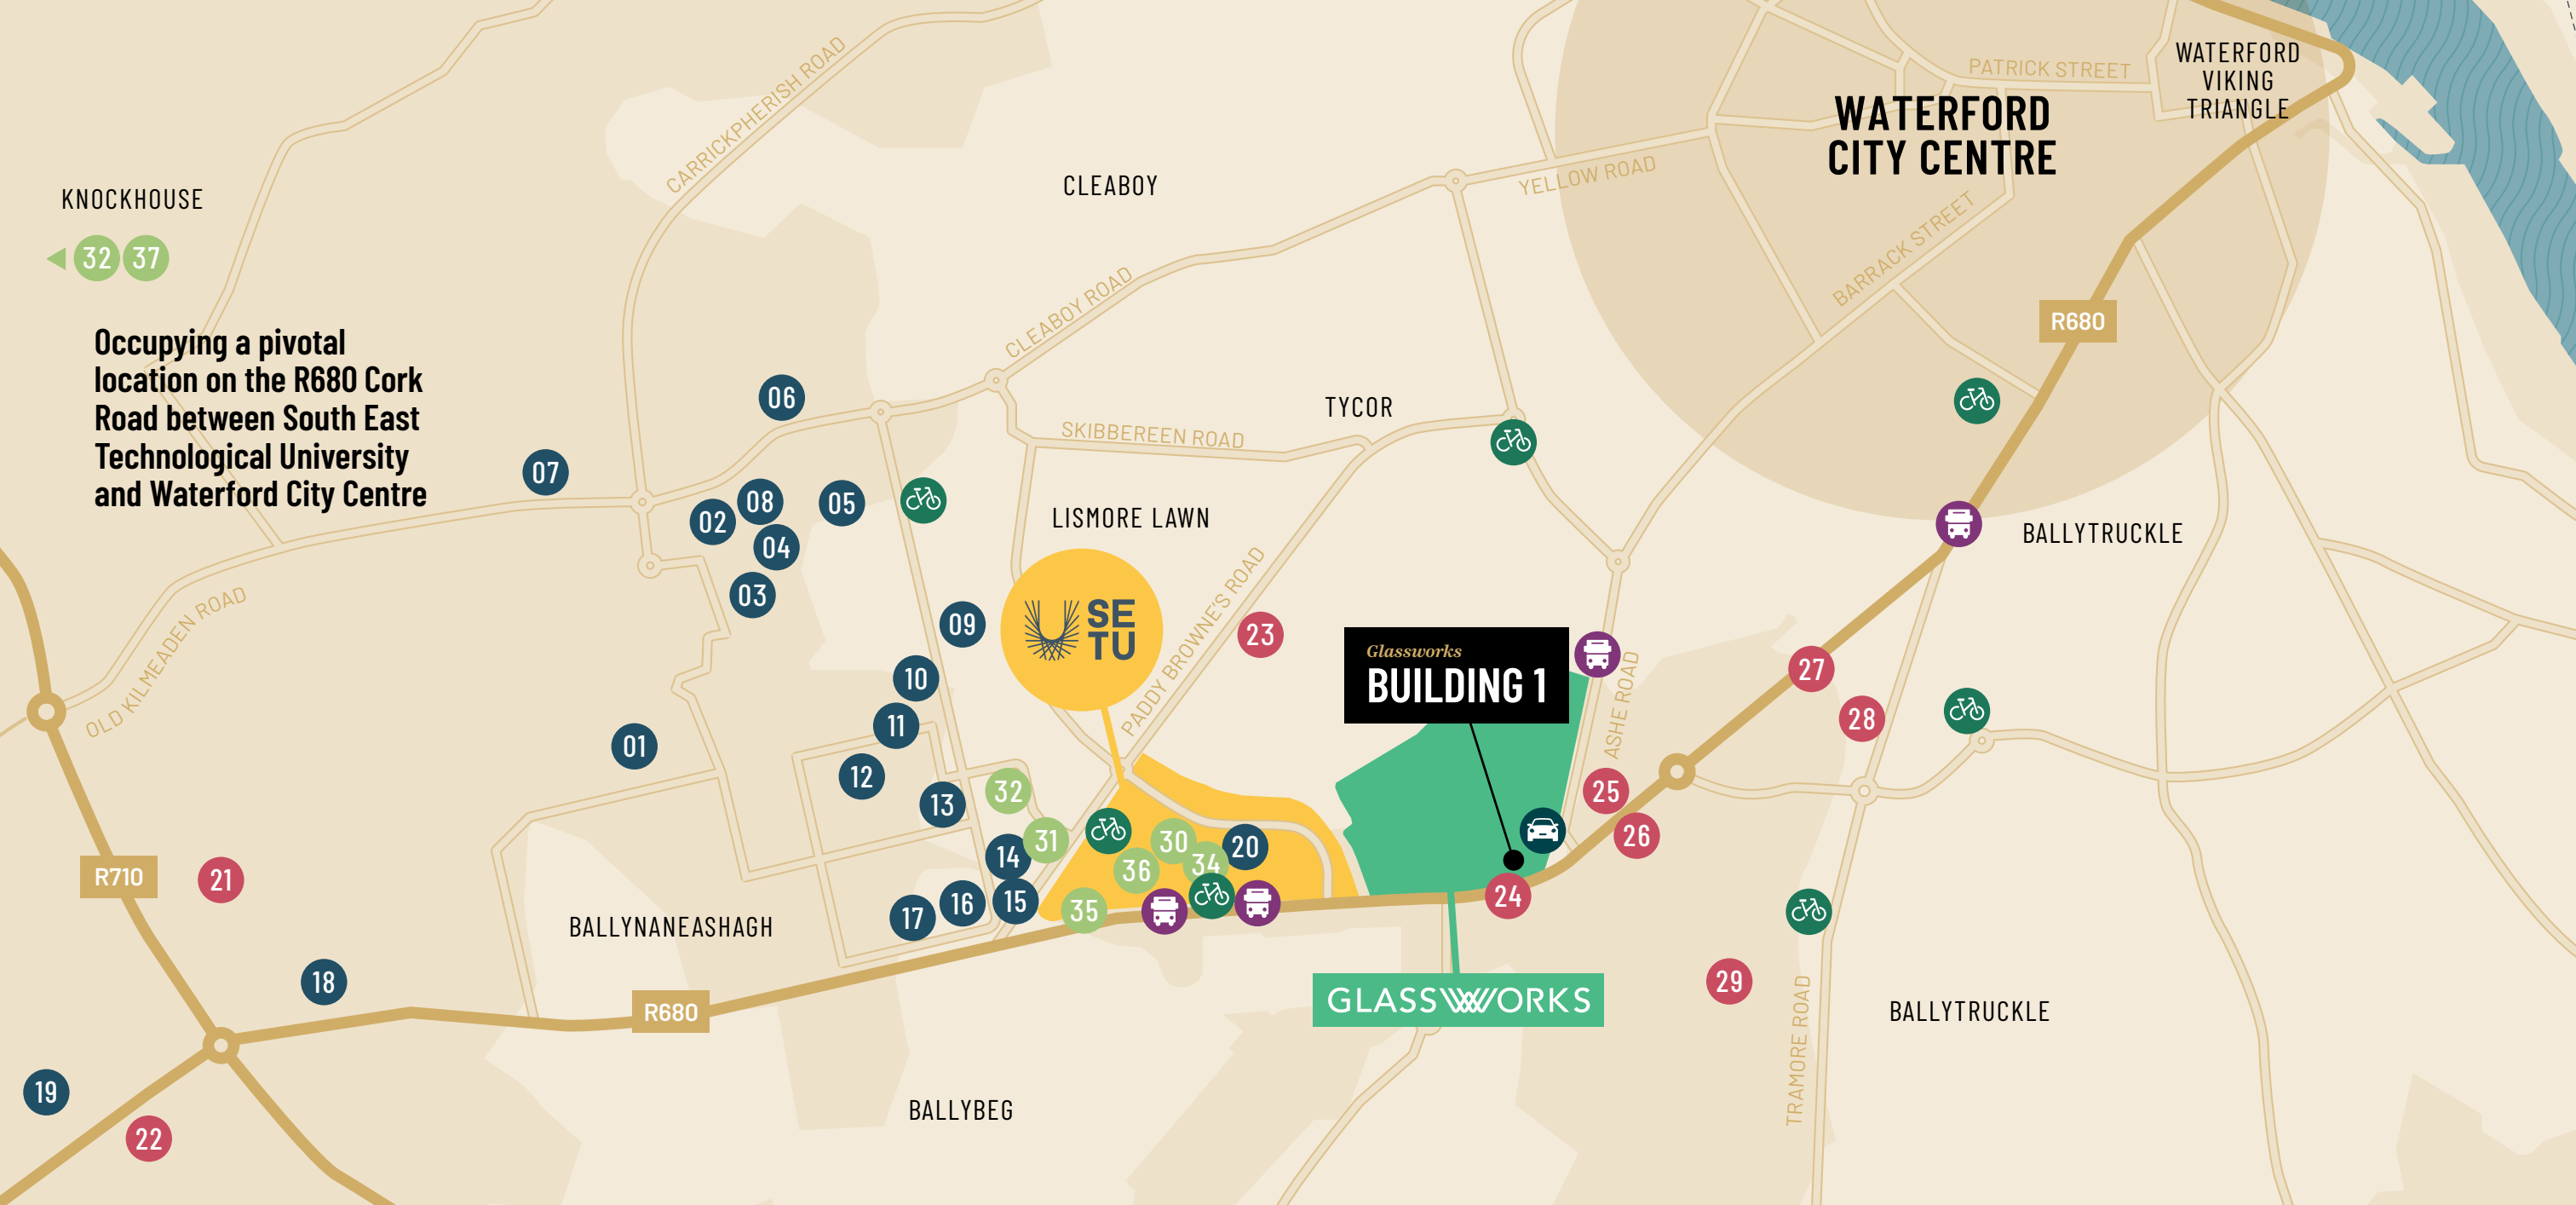 WATERFORD
VIKING
TRIANGLE
PATRICK STREET
WATERFORD
CITY CENTRE
CARRICKPHERISH ROAD
CLEABOY
YELLOW ROAD
KNOCKHOUSE
32 37
BARRACK STREET
CLEABOY ROAD
R680
Occupying a pivotal
location on the R680 Cork
Road between South East
Technological University
and Waterford City Centre
06
TYCOR
SKIBBEREEN ROAD
07
08
05
02
04
03
LISMORE LAWN
BALLYTRUCKLE
OLD KILMEADEN ROAD
09
SE
TU
PADDY BROWNE'S ROAD
23
Glassworks
BUILDING 1
ASHE ROAD
27
28
10
11
01
12
13
32
31
30
20
34
36
14
15
16
17
35
25
26
24
R710
21
BALLYNANEASHAGH
18
R680
GLASSWORKS
29
TRAMORE ROAD
BALLYTRUCKLE
19
22
BALLYBEG